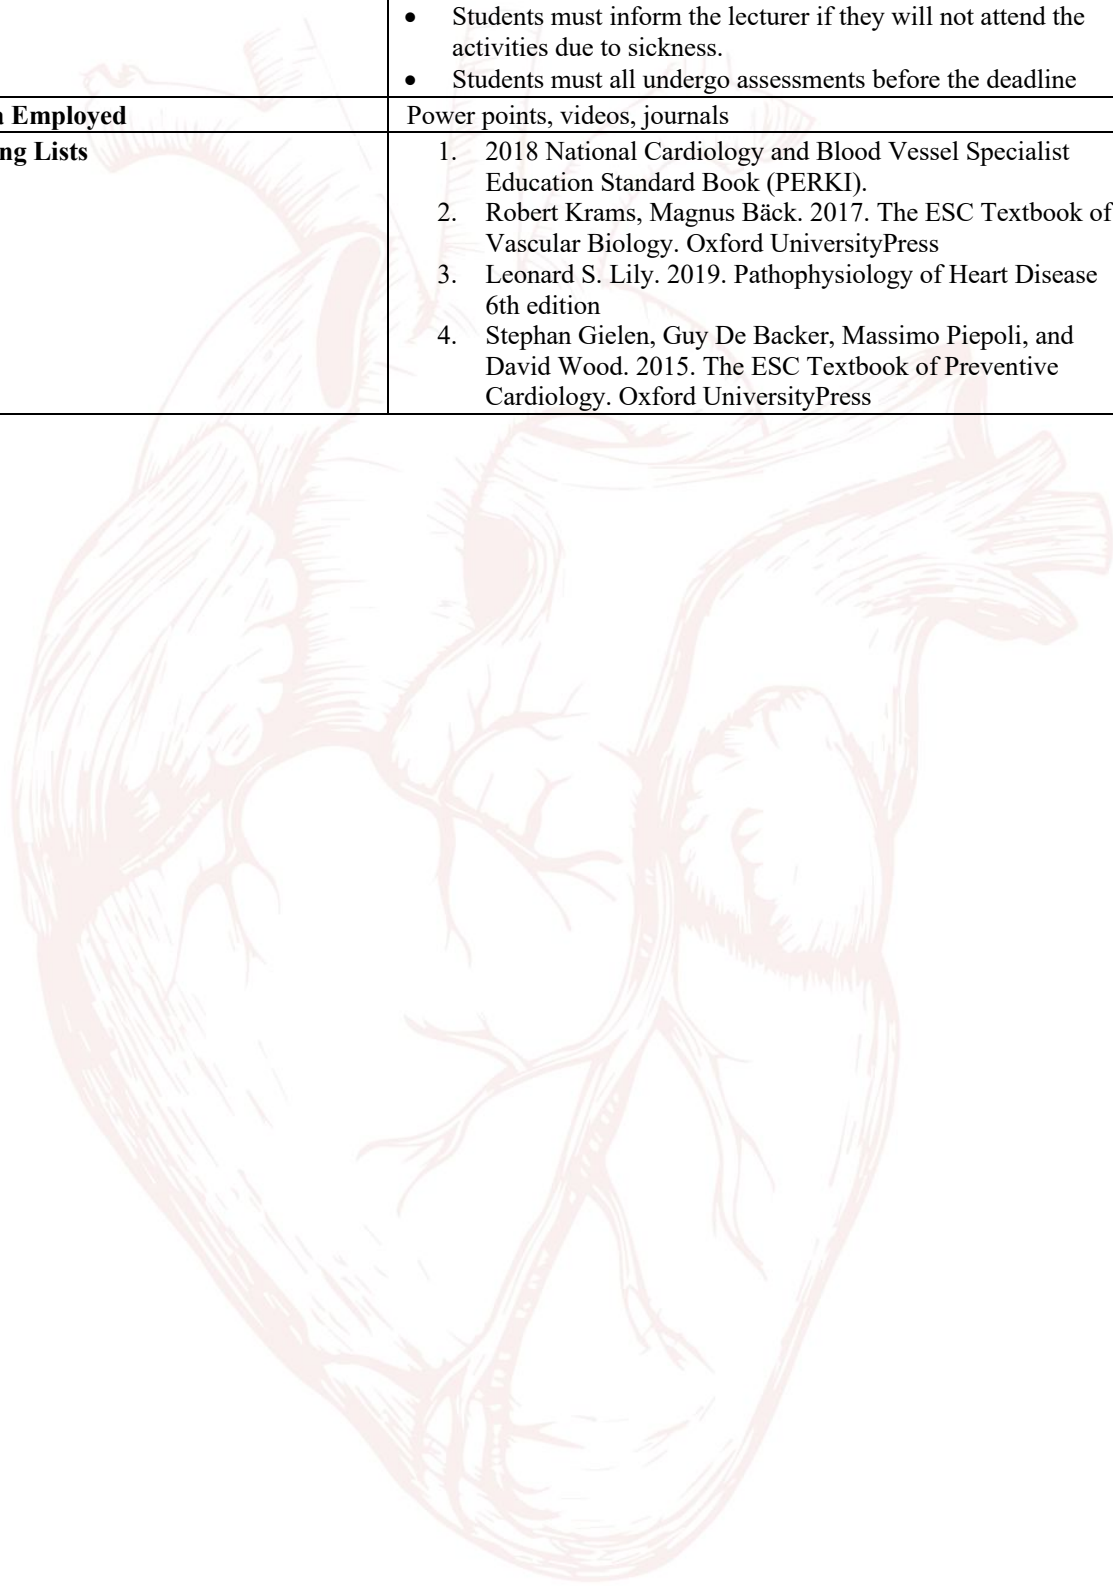 • Students must inform the lecturer if they will not attend the
activities due to sickness.
• Students must all undergo assessments before the deadline
Employed
Power points, videos, journals
Lists
1. 2018 National Cardiology and Blood Vessel Specialist
Education Standard Book (PERKI).
2. Robert Krams, Magnus Bäck. 2017. The ESC Textbook of
Vascular Biology. Oxford UniversityPress
3. Leonard S. Lily. 2019. Pathophysiology of Heart Disease
6th edition
4. Stephan Gielen, Guy De Backer, Massimo Piepoli, and
David Wood. 2015. The ESC Textbook of Preventive
Cardiology. Oxford UniversityPress